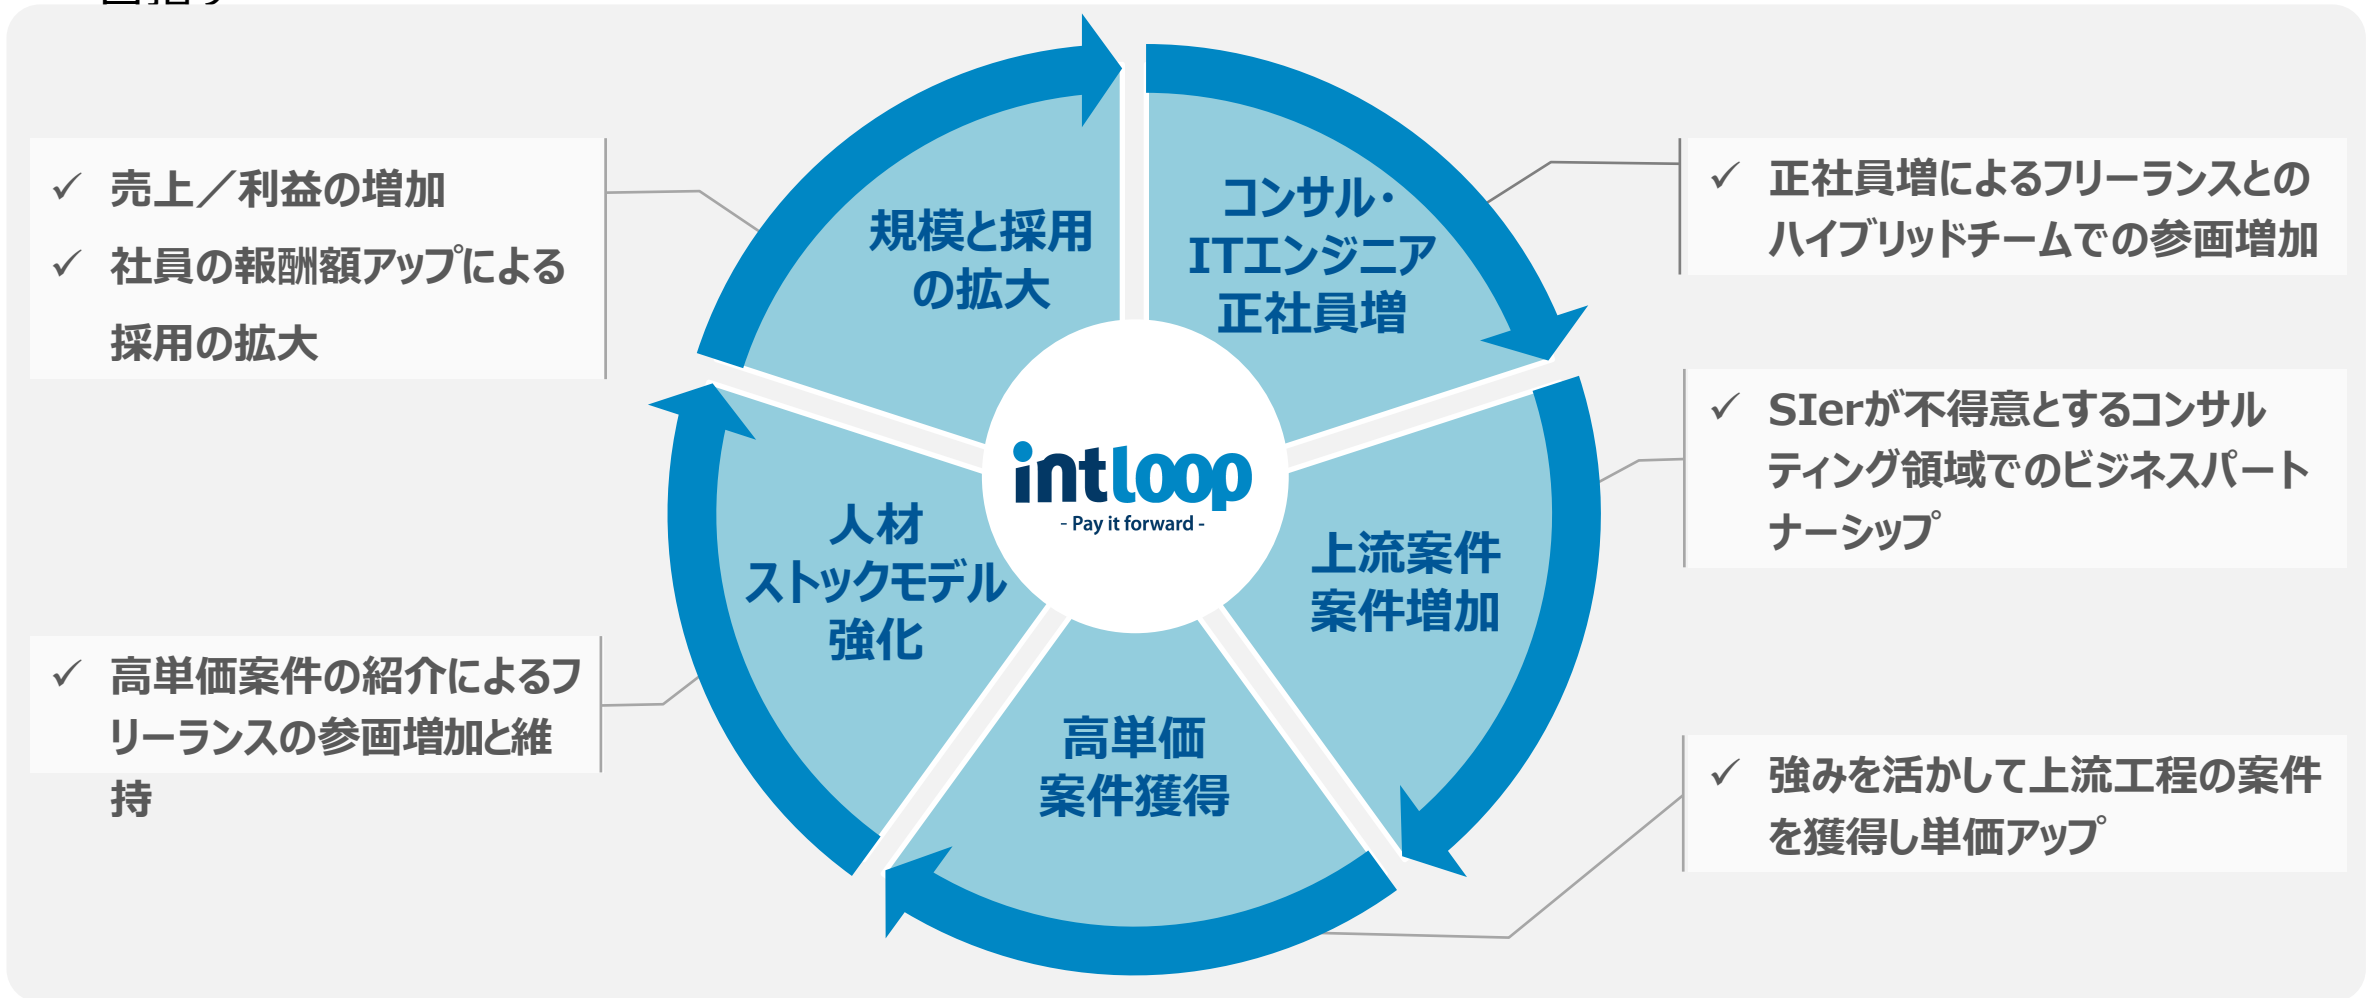 ✓ 売上／利益の増加
✓ 社員の報酬額アップによる
採用の拡大
✓ 高単価案件の紹介によるフ
リーランスの参画増加と維
持
規模と採用
の拡大
コンサル・
ITエンジニア
正社員増
人材
ストックモデル
強化
intloop
- Pay it forward -
上流案件
案件増加
高単価
案件獲得
✓ 正社員増によるフリーランスとの
ハイブリッドチームでの参画増加
✓ SIerが不得意とするコンサル
ティング領域でのビジネスパート
ナーシップ
✓ 強みを活かして上流工程の案件
を獲得し単価アップ